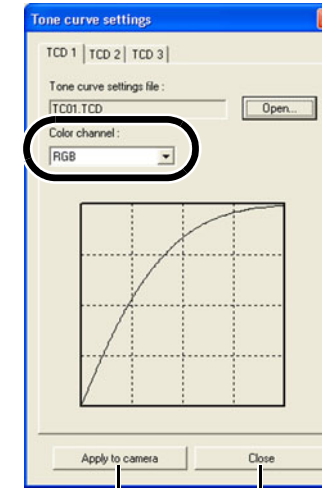 Tone curve settings
TCD 1 TCD 2 TCD 3
Tone curve settings file :
TC01.TCD Open...
Color channel :
RGB
Apply to camera Close